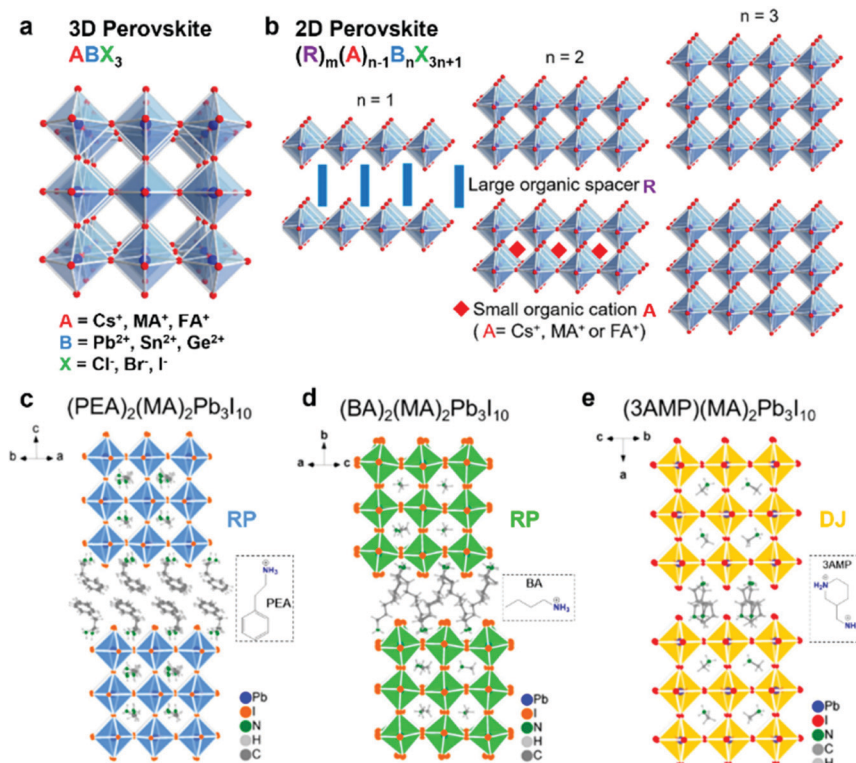 a 3D Perovskite
ABX₃
A = Cs⁺, MA⁺, FA⁺
B = Pb²⁺, Sn²⁺, Ge²⁺
X = Cl⁻, Br⁻, I⁻
b 2D Perovskite
(R)ₘ(A)ₙ₋₁BₙX₃ₙ₊₁
n = 1
n = 2
n = 3
Large organic spacer R
Small organic cation A
( A= Cs⁺, MA⁺ or FA⁺)
c (PEA)₂(MA)₂Pb₃I₁₀
c
b a
RP
NH₃
⊕
PEA
Pb
I
N
H
C
d (BA)₂(MA)₂Pb₃I₁₀
b
a c
RP
BA
⊕
NH₃
Pb
I
N
H
C
e (3AMP)(MA)₂Pb₃I₁₀
c b
a
DJ
3AMP
⊕
H₂N
⊕
NH
Pb
I
N
C
H